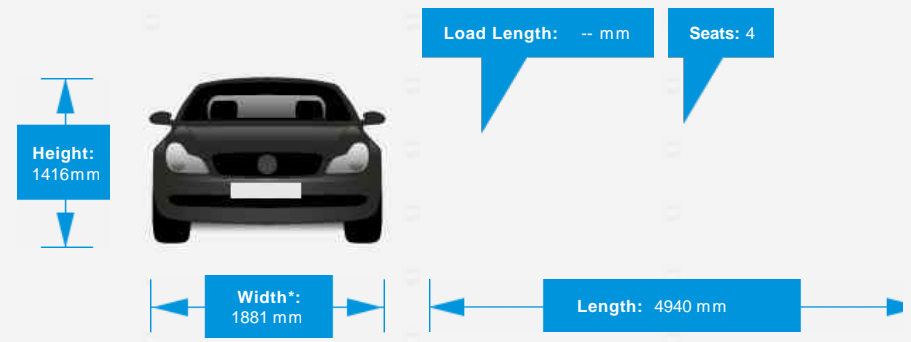 Load Length: -- mm
Seats: 4
Height:
1416mm
Width*:
1881 mm
Length: 4940 mm